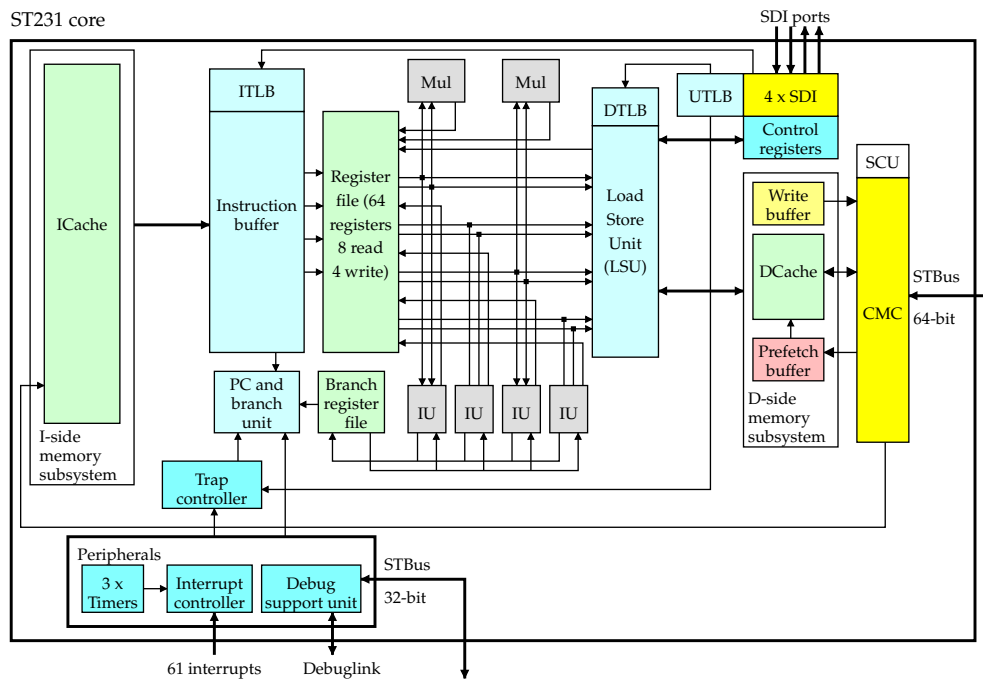 ST231 core
SDI ports
ITLB
Mul
Mul
DTLB
UTLB
4 x SDI
Control
registers
SCU
ICache
Instruction
buffer
Register
file (64
registers
8 read
4 write)
Load
Store
Unit
(LSU)
Write
buffer
DCache
Prefetch
buffer
D-side
memory
subsystem
CMC
STBus
64-bit
PC and
branch
unit
Branch
register
file
IU
IU
IU
IU
I-side
memory
subsystem
Trap
controller
Peripherals
3 x
Timers
Interrupt
controller
Debug
support unit
STBus
32-bit
61 interrupts
Debuglink